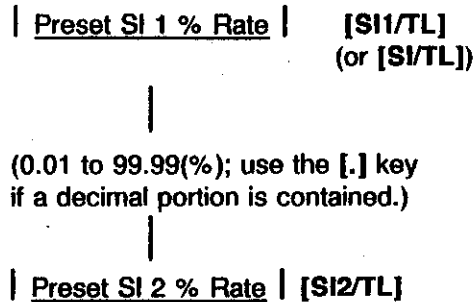 | Preset SI 1 % Rate | [SI1/TL]
(or [SI/TL])
(0.01 to 99.99(%); use the [.] key
if a decimal portion is contained.)
| Preset SI 2 % Rate | [SI2/TL]